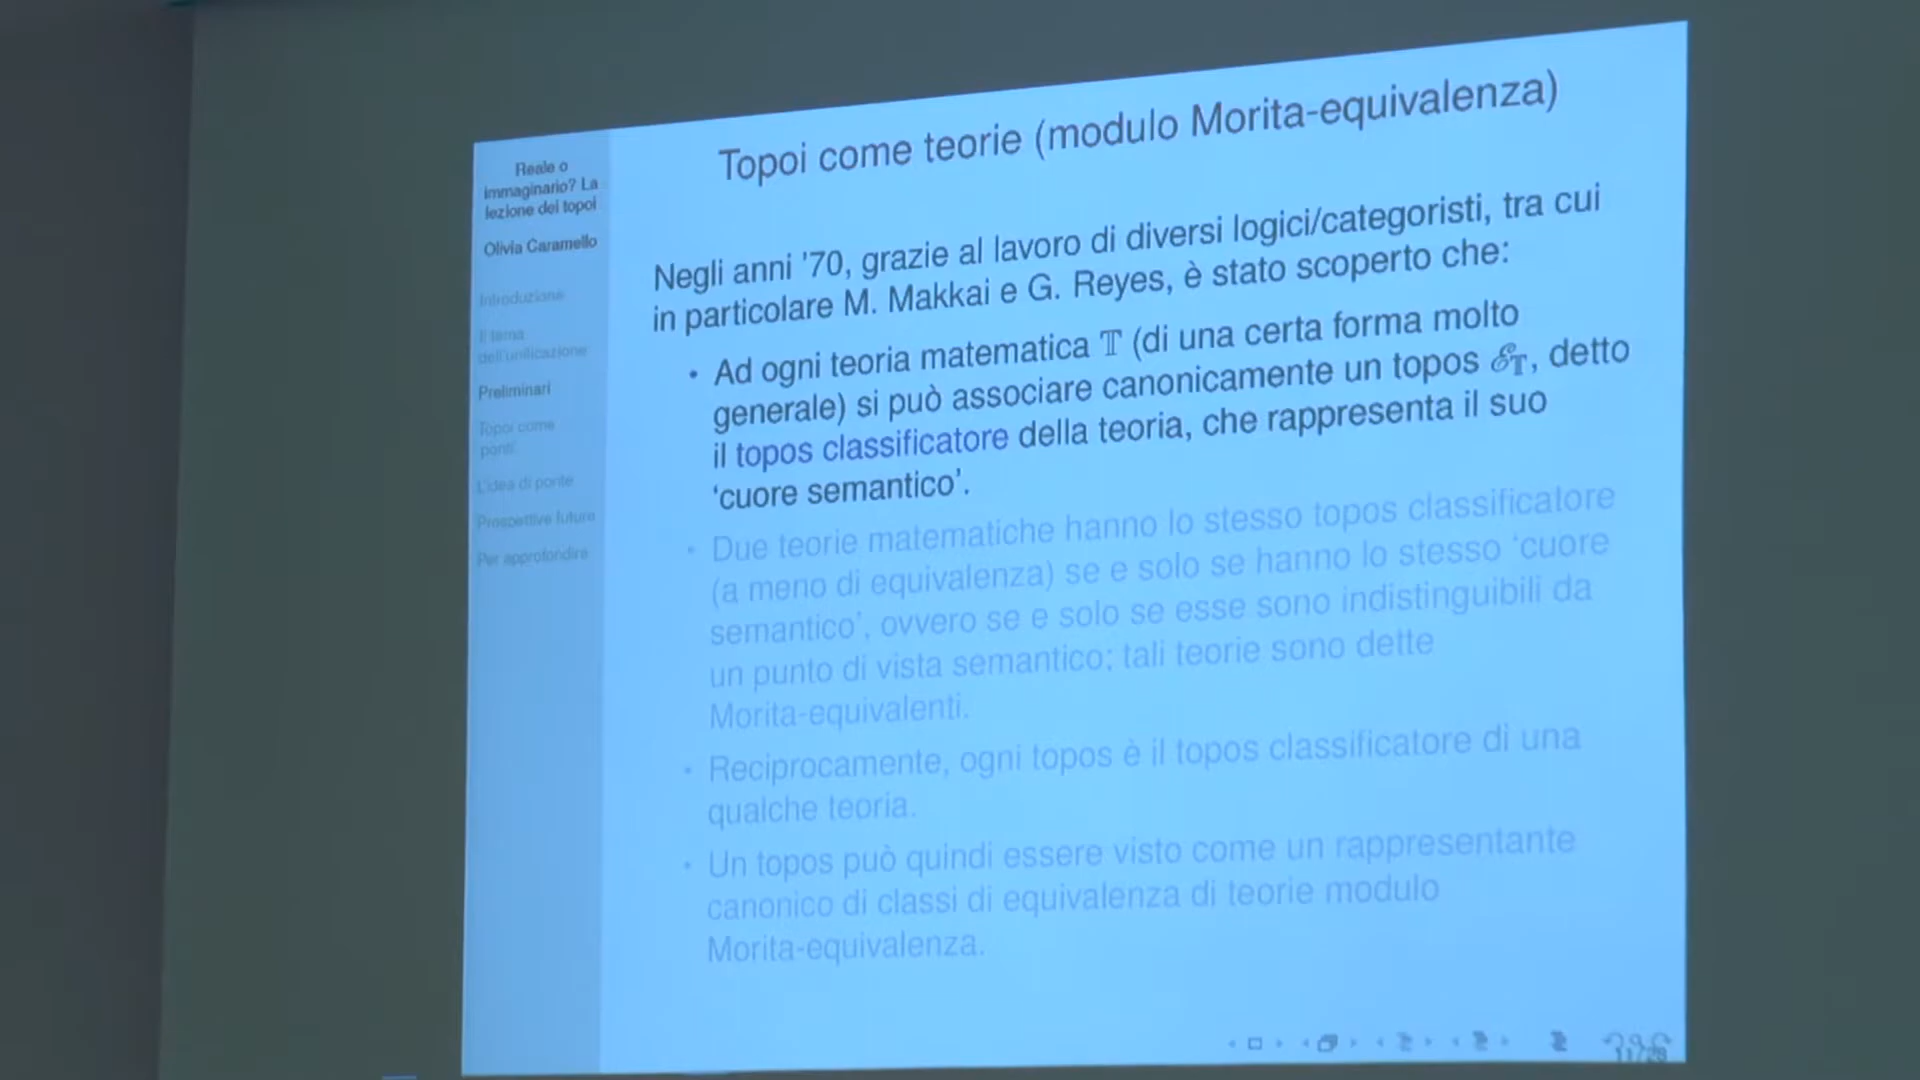 Reale o
immaginario? La
lezione dei topoi
Olivia Caramello
Introduzione
Il tema
dell'unificazione
Preliminari
Topoi come
ponti
L'idea di ponte
Prospettive future
Per approfondire
Topoi come teorie (modulo Morita-equivalenza)
Negli anni '70, grazie al lavoro di diversi logici/categoristi, tra cui
in particolare M. Makkai e G. Reyes, è stato scoperto che:
• Ad ogni teoria matematica 𝕋 (di una certa forma molto
generale) si può associare canonicamente un topos ℰ𝕋, detto
il topos classificatore della teoria, che rappresenta il suo
‘cuore semantico’.
• Due teorie matematiche hanno lo stesso topos classificatore
(a meno di equivalenza) se e solo se hanno lo stesso ‘cuore
semantico’, ovvero se e solo se esse sono indistinguibili da
un punto di vista semantico; tali teorie sono dette
Morita-equivalenti.
• Reciprocamente, ogni topos è il topos classificatore di una
qualche teoria.
• Un topos può quindi essere visto come un rappresentante
canonico di classi di equivalenza di teorie modulo
Morita-equivalenza.